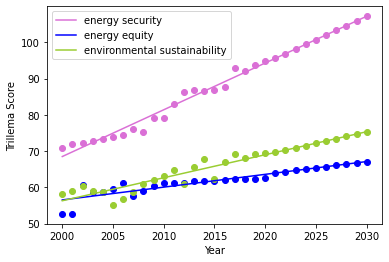 energy security
energy equity
environmental sustainability
Trillema Score
100
90
80
70
60
50
2000
2005
2010
2015
2020
2025
2030
Year